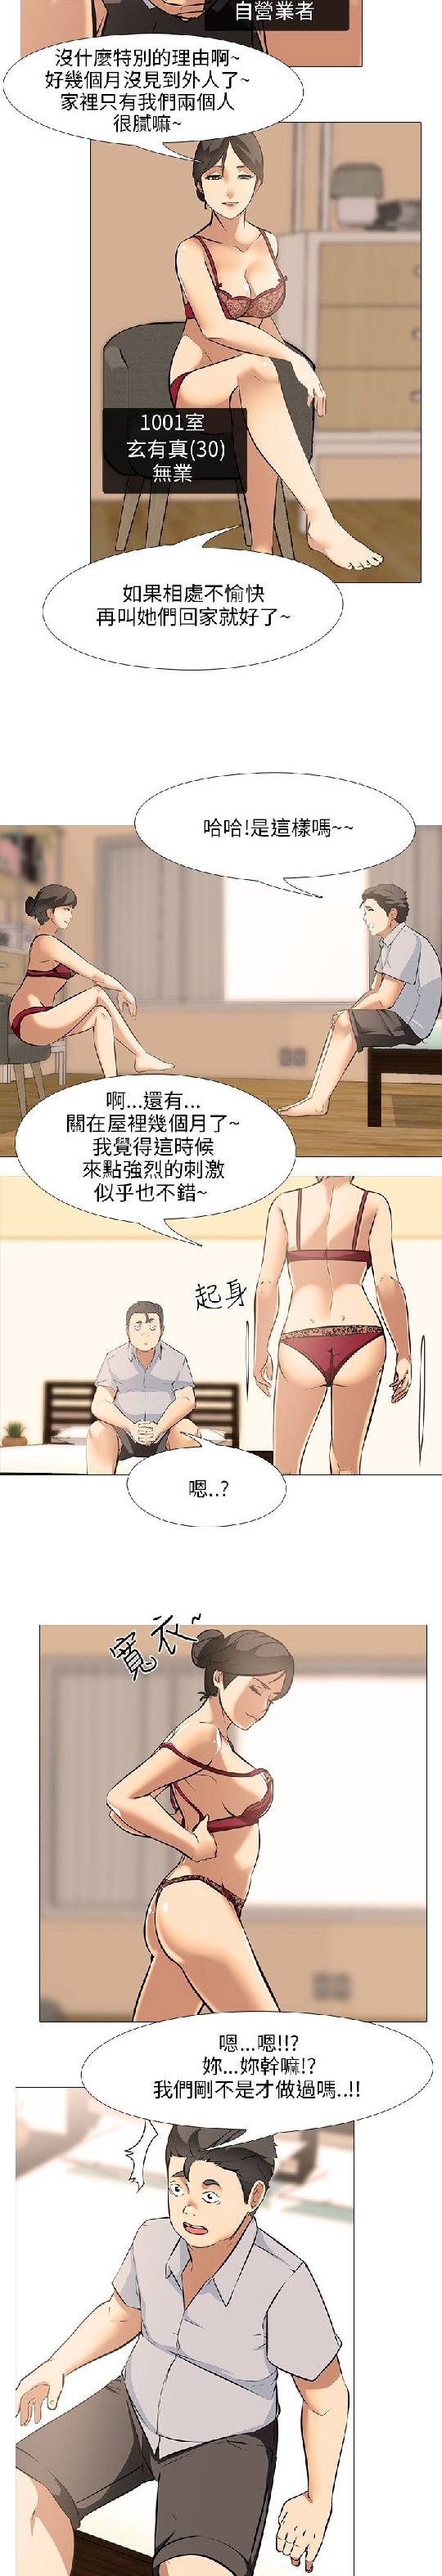 自營業者
沒什麼特別的理由啊~
好幾個月沒見到外人了~
家裡只有我們兩個人
很膩嘛~
1001室
玄有真(30)
無業
如果相處不愉快
再叫她們回家就好了~
哈哈!是這樣嗎~~
啊...還有...
關在屋裡幾個月了~
我覺得這時候
來點強烈的刺激
似乎也不錯~
起身
嗯..?
寬衣~
嗯...嗯!!?
妳...妳幹嘛!?
我們剛不是才做過嗎..!!